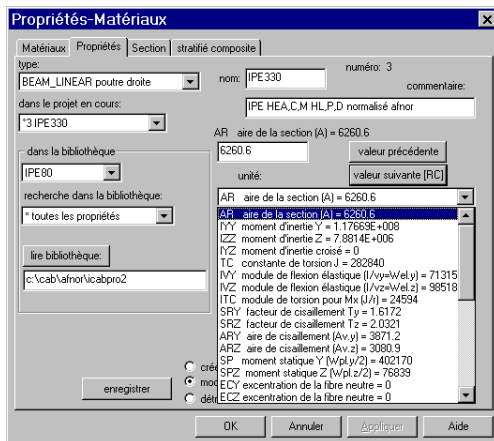 Propriétés-Matériaux
Matériaux Propriétés Section stratifié composite
type:
BEAM_LINEAR poutre droite
nom: IPE330
numéro: 3
commentaire:
IPE HEA,C,M HL,P,D normalisé afnor
dans le projet en cours:
*3 IPE330
AR aire de la section (A) = 6260.6
6260.6
valeur précédente
dans la bibliothèque
IPE80
unité:
valeur suivante [RC]
recherche dans la bibliothèque:
* toutes les propriétés
AR aire de la section (A) = 6260.6
AR aire de la section (A) = 6260.6
IYY moment d'inertie Y = 1.17669E+008
IZZ moment d'inertie Z = 7.8814E+006
IYZ moment d'inertie croisé = 0
TC constante de torsion J = 282840
IVY module de flexion élastique (I/vy=Wel.y) = 71315
IVZ module de flexion élastique (I/vz=Wel.z) = 98518
ITC module de torsion pour Mx (J/r) = 24594
SRY facteur de cisaillement Ty = 1.6172
SRZ facteur de cisaillement Tz = 2.0321
ARY aire de cisaillement (Av.y) = 3871.2
ARZ aire de cisaillement (Av.z) = 3080.9
SP moment statique Y (Wpl.y/2) = 402170
SPZ moment statique Z (Wpl.z/2) = 76839
ECY excentration de la fibre neutre = 0
ECZ excentration de la fibre neutre = 0
lire bibliothèque:
c:\cab\afnor\icabpro2
enregistrer
cré
mod
détr
OK Annuler Appliquer Aide